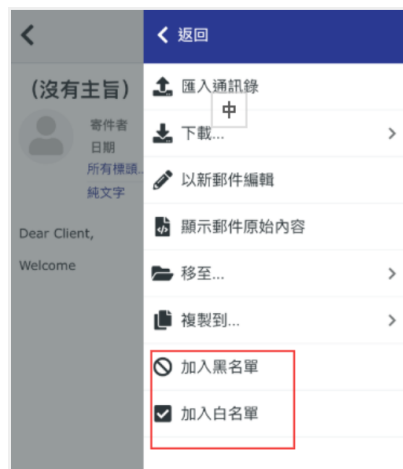 返回
(沒有主旨)
寄件者
日期
所有標頭..
純文字
Dear Client,
Welcome
匯入通訊錄
中
下載...
以新郵件編輯
顯示郵件原始內容
移至...
複製到...
加入黑名單
加入白名單